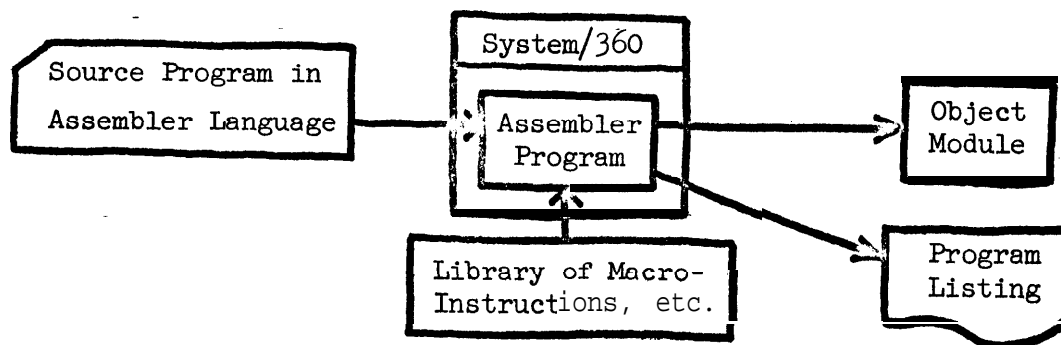 Source Program in
Assembler Language
System/360
Assembler
Program
Library of Macro-
Instructions, etc.
Object
Module
Program
Listing